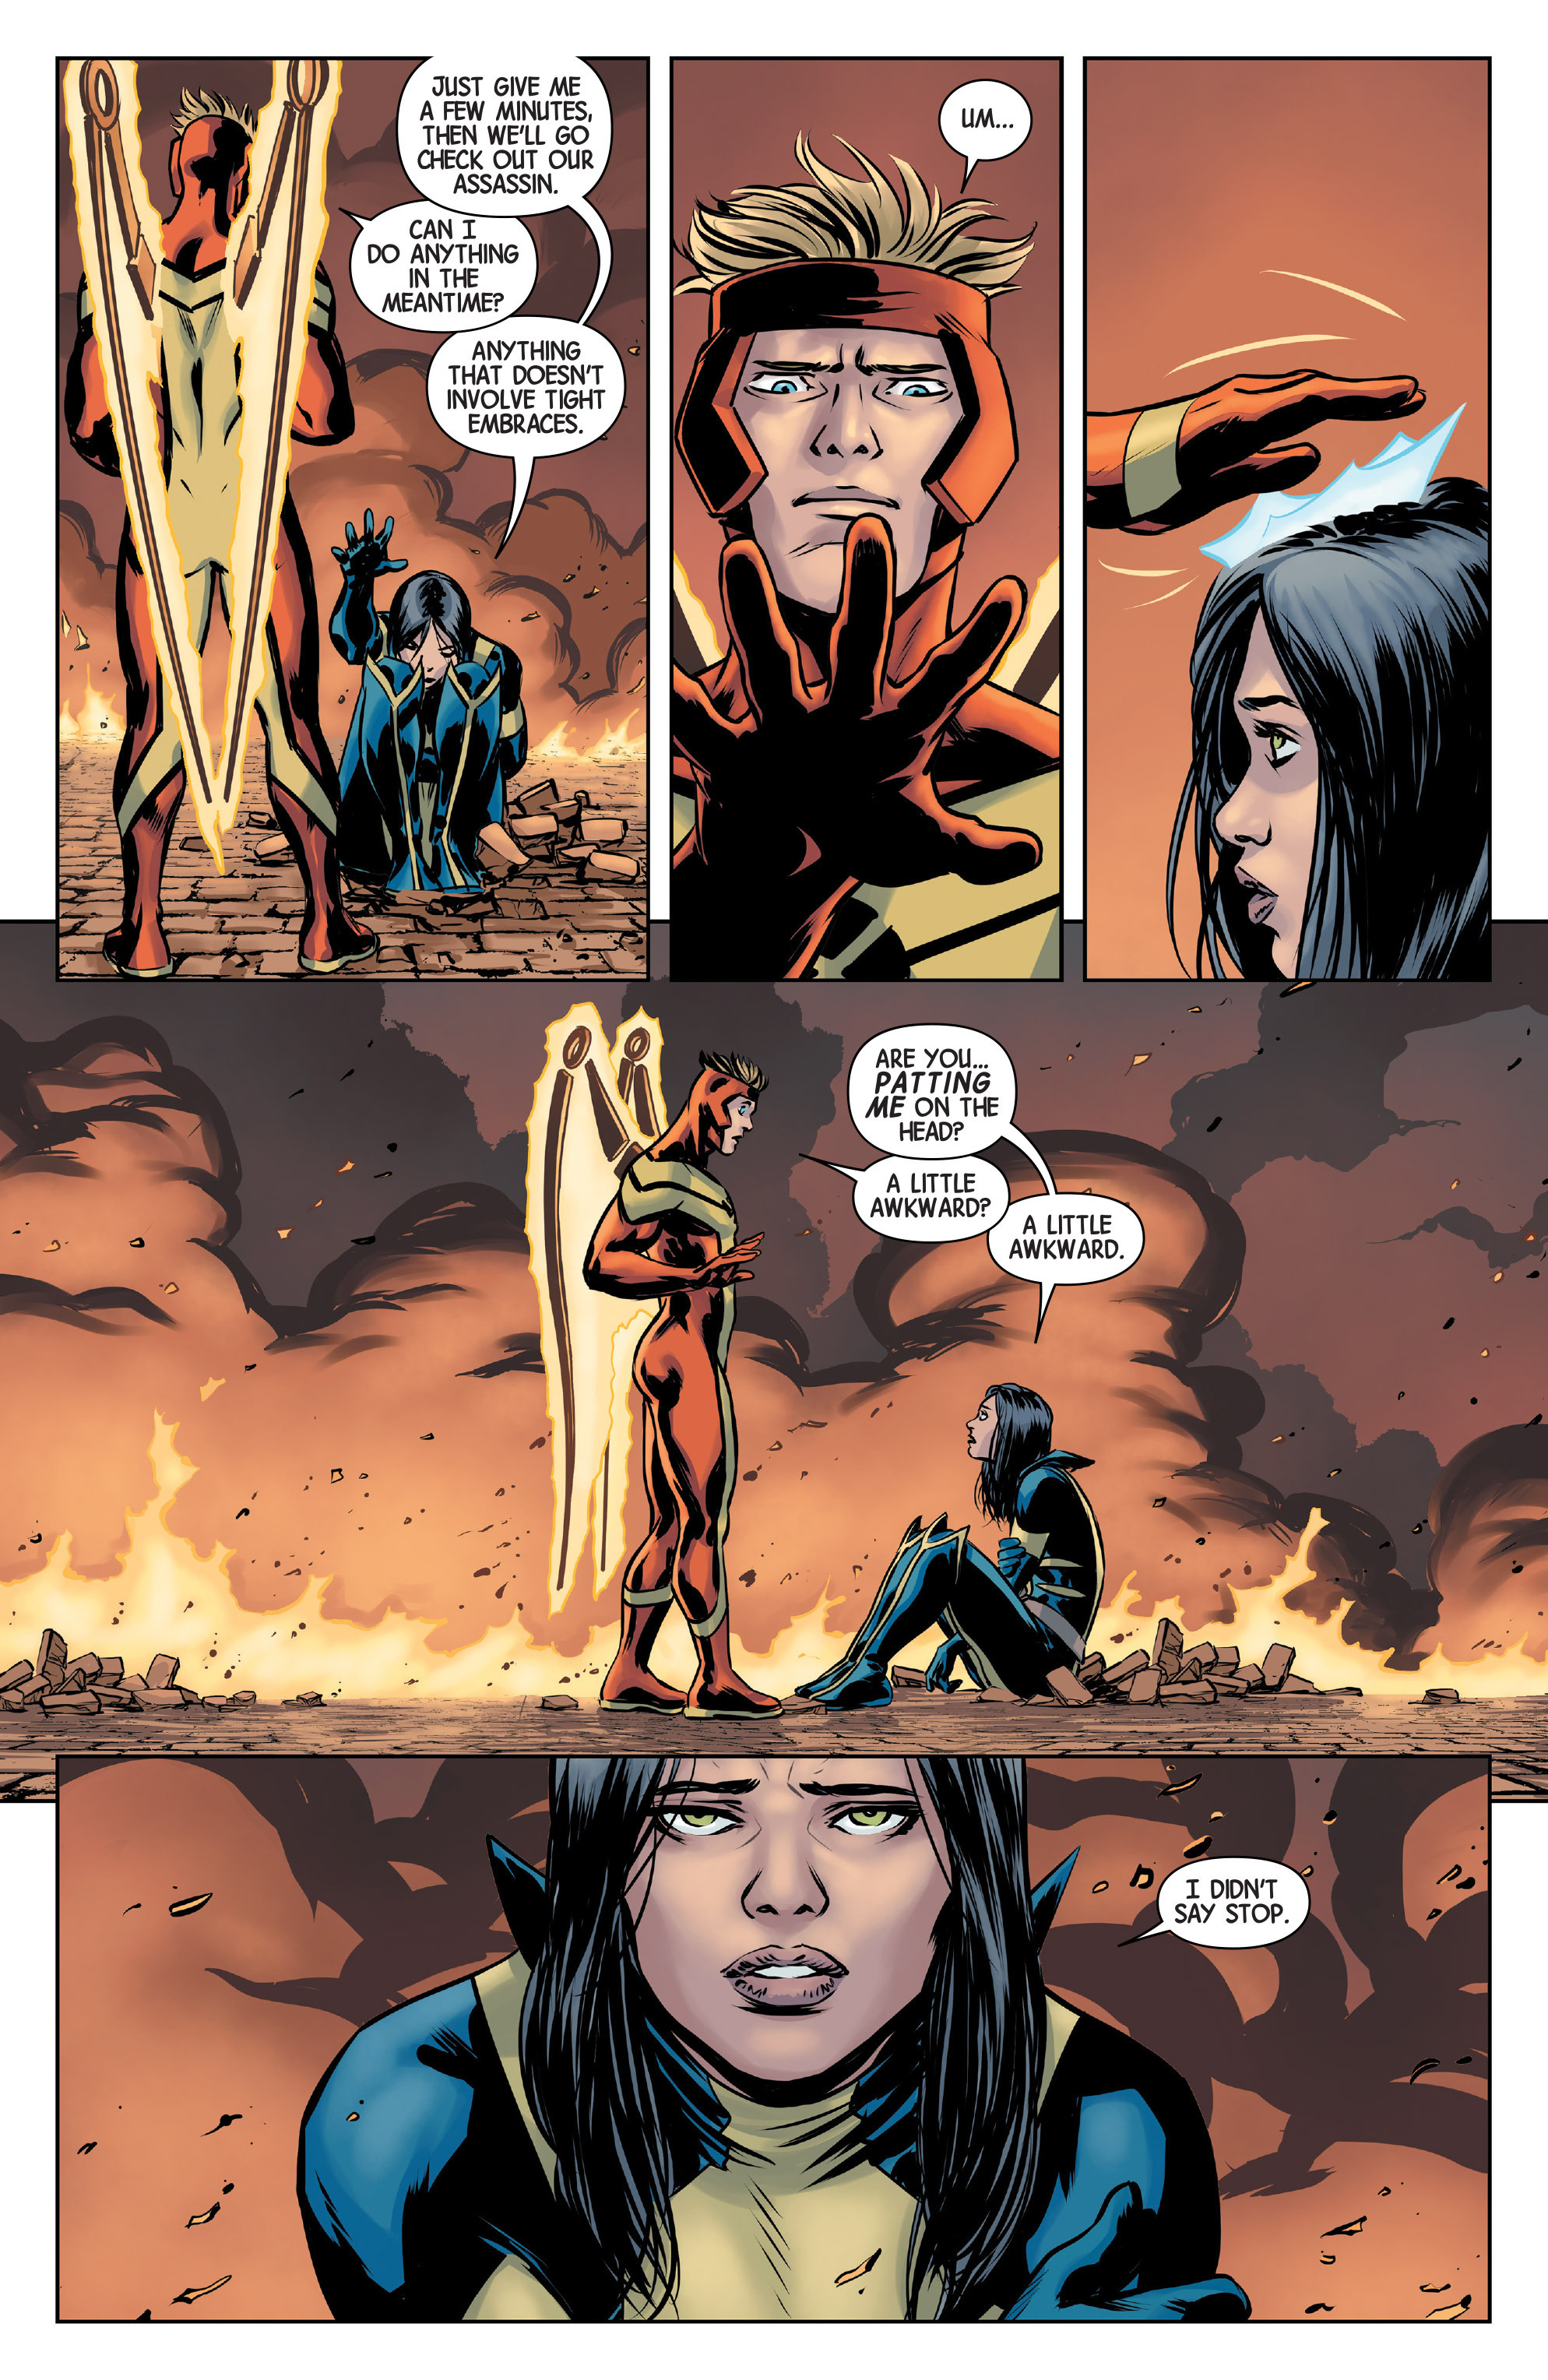 JUST GIVE ME
A FEW MINUTES,
THEN WE'LL GO
CHECK OUT OUR
ASSASSIN.
CAN I
DO ANYTHING
IN THE
MEANTIME?
ANYTHING
THAT DOESN'T
INVOLVE TIGHT
EMBRACES.
UM...
ARE YOU...
PATTING
ME ON THE
HEAD?
A LITTLE
AWKWARD?
A LITTLE
AWKWARD.
I DIDN'T
SAY STOP.